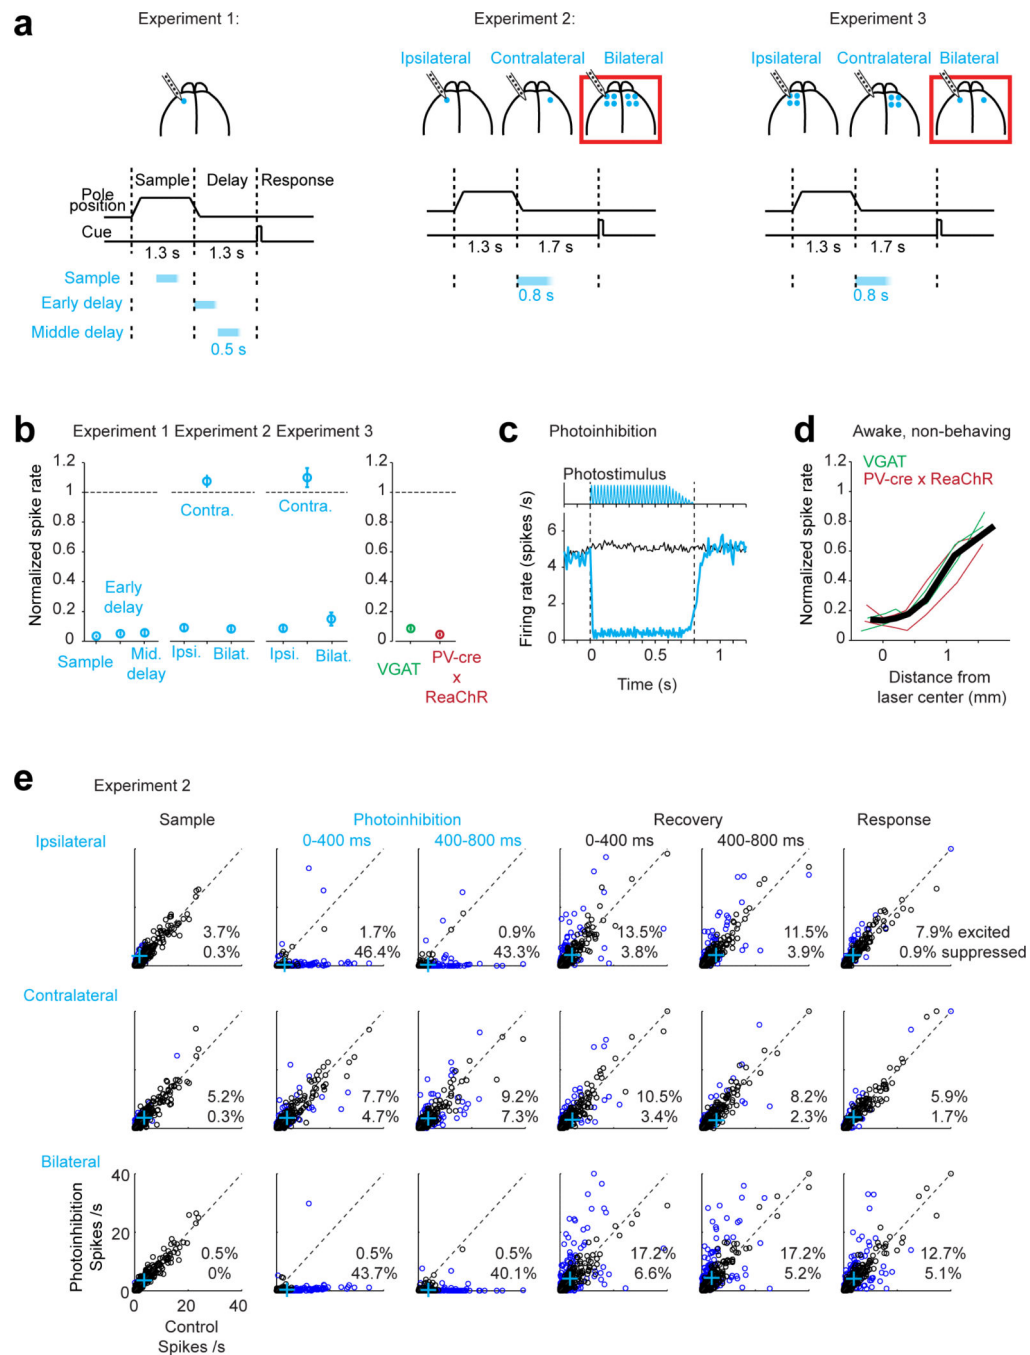 a
Experiment 1:
Experiment 2:
Experiment 3
Ipsilateral
Contralateral
Bilateral
Ipsilateral
Contralateral
Bilateral
Sample
Delay
Response
Pole
position
Cue
1.3 s
1.3 s
1.3 s
1.7 s
1.3 s
1.7 s
Sample
Early delay
Middle delay
0.5 s
0.8 s
0.8 s
b
Experiment 1
Experiment 2
Experiment 3
Normalized spike rate
1.2
1
0.8
0.6
0.4
0.2
0
Early
delay
Sample
Mid.
delay
Contra.
Ipsi.
Bilat.
Contra.
Ipsi.
Bilat.
1.2
1
0.8
0.6
0.4
0.2
0
VGAT
PV-cre
x
ReaChR
c
Photoinhibition
Photostimulus
Firing rate (spikes /s)
6
4
2
0
0
0.5
1
Time (s)
d
Awake, non-behaving
VGAT
PV-cre x ReaChR
Normalized spike rate
1.2
1
0.8
0.6
0.4
0.2
0
0
1
Distance from
laser center (mm)
e
Experiment 2
Sample
Photoinhibition
0-400 ms
400-800 ms
Recovery
0-400 ms
400-800 ms
Response
Ipsilateral
3.7%
0.3%
1.7%
46.4%
0.9%
43.3%
13.5%
3.8%
11.5%
3.9%
7.9% excited
0.9% suppressed
Contralateral
5.2%
0.3%
7.7%
4.7%
9.2%
7.3%
10.5%
3.4%
8.2%
2.3%
5.9%
1.7%
Bilateral
Photoinhibition
Spikes /s
40
20
0
0.5%
0%
0.5%
43.7%
0.5%
40.1%
17.2%
6.6%
17.2%
5.2%
12.7%
5.1%
0
20
40
Control
Spikes /s